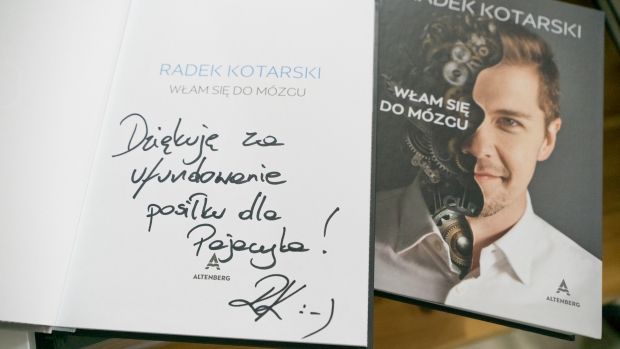 RADEK KOTARSKI
WŁAM SIĘ DO MÓZGU
Dziękuję za
ufundowanie
posiłku dla
Pajacyka!
ALTENBERG
RK :-)
RADEK KOTARSKI
WŁAM SIĘ
DO MÓZGU
ALTENBERG